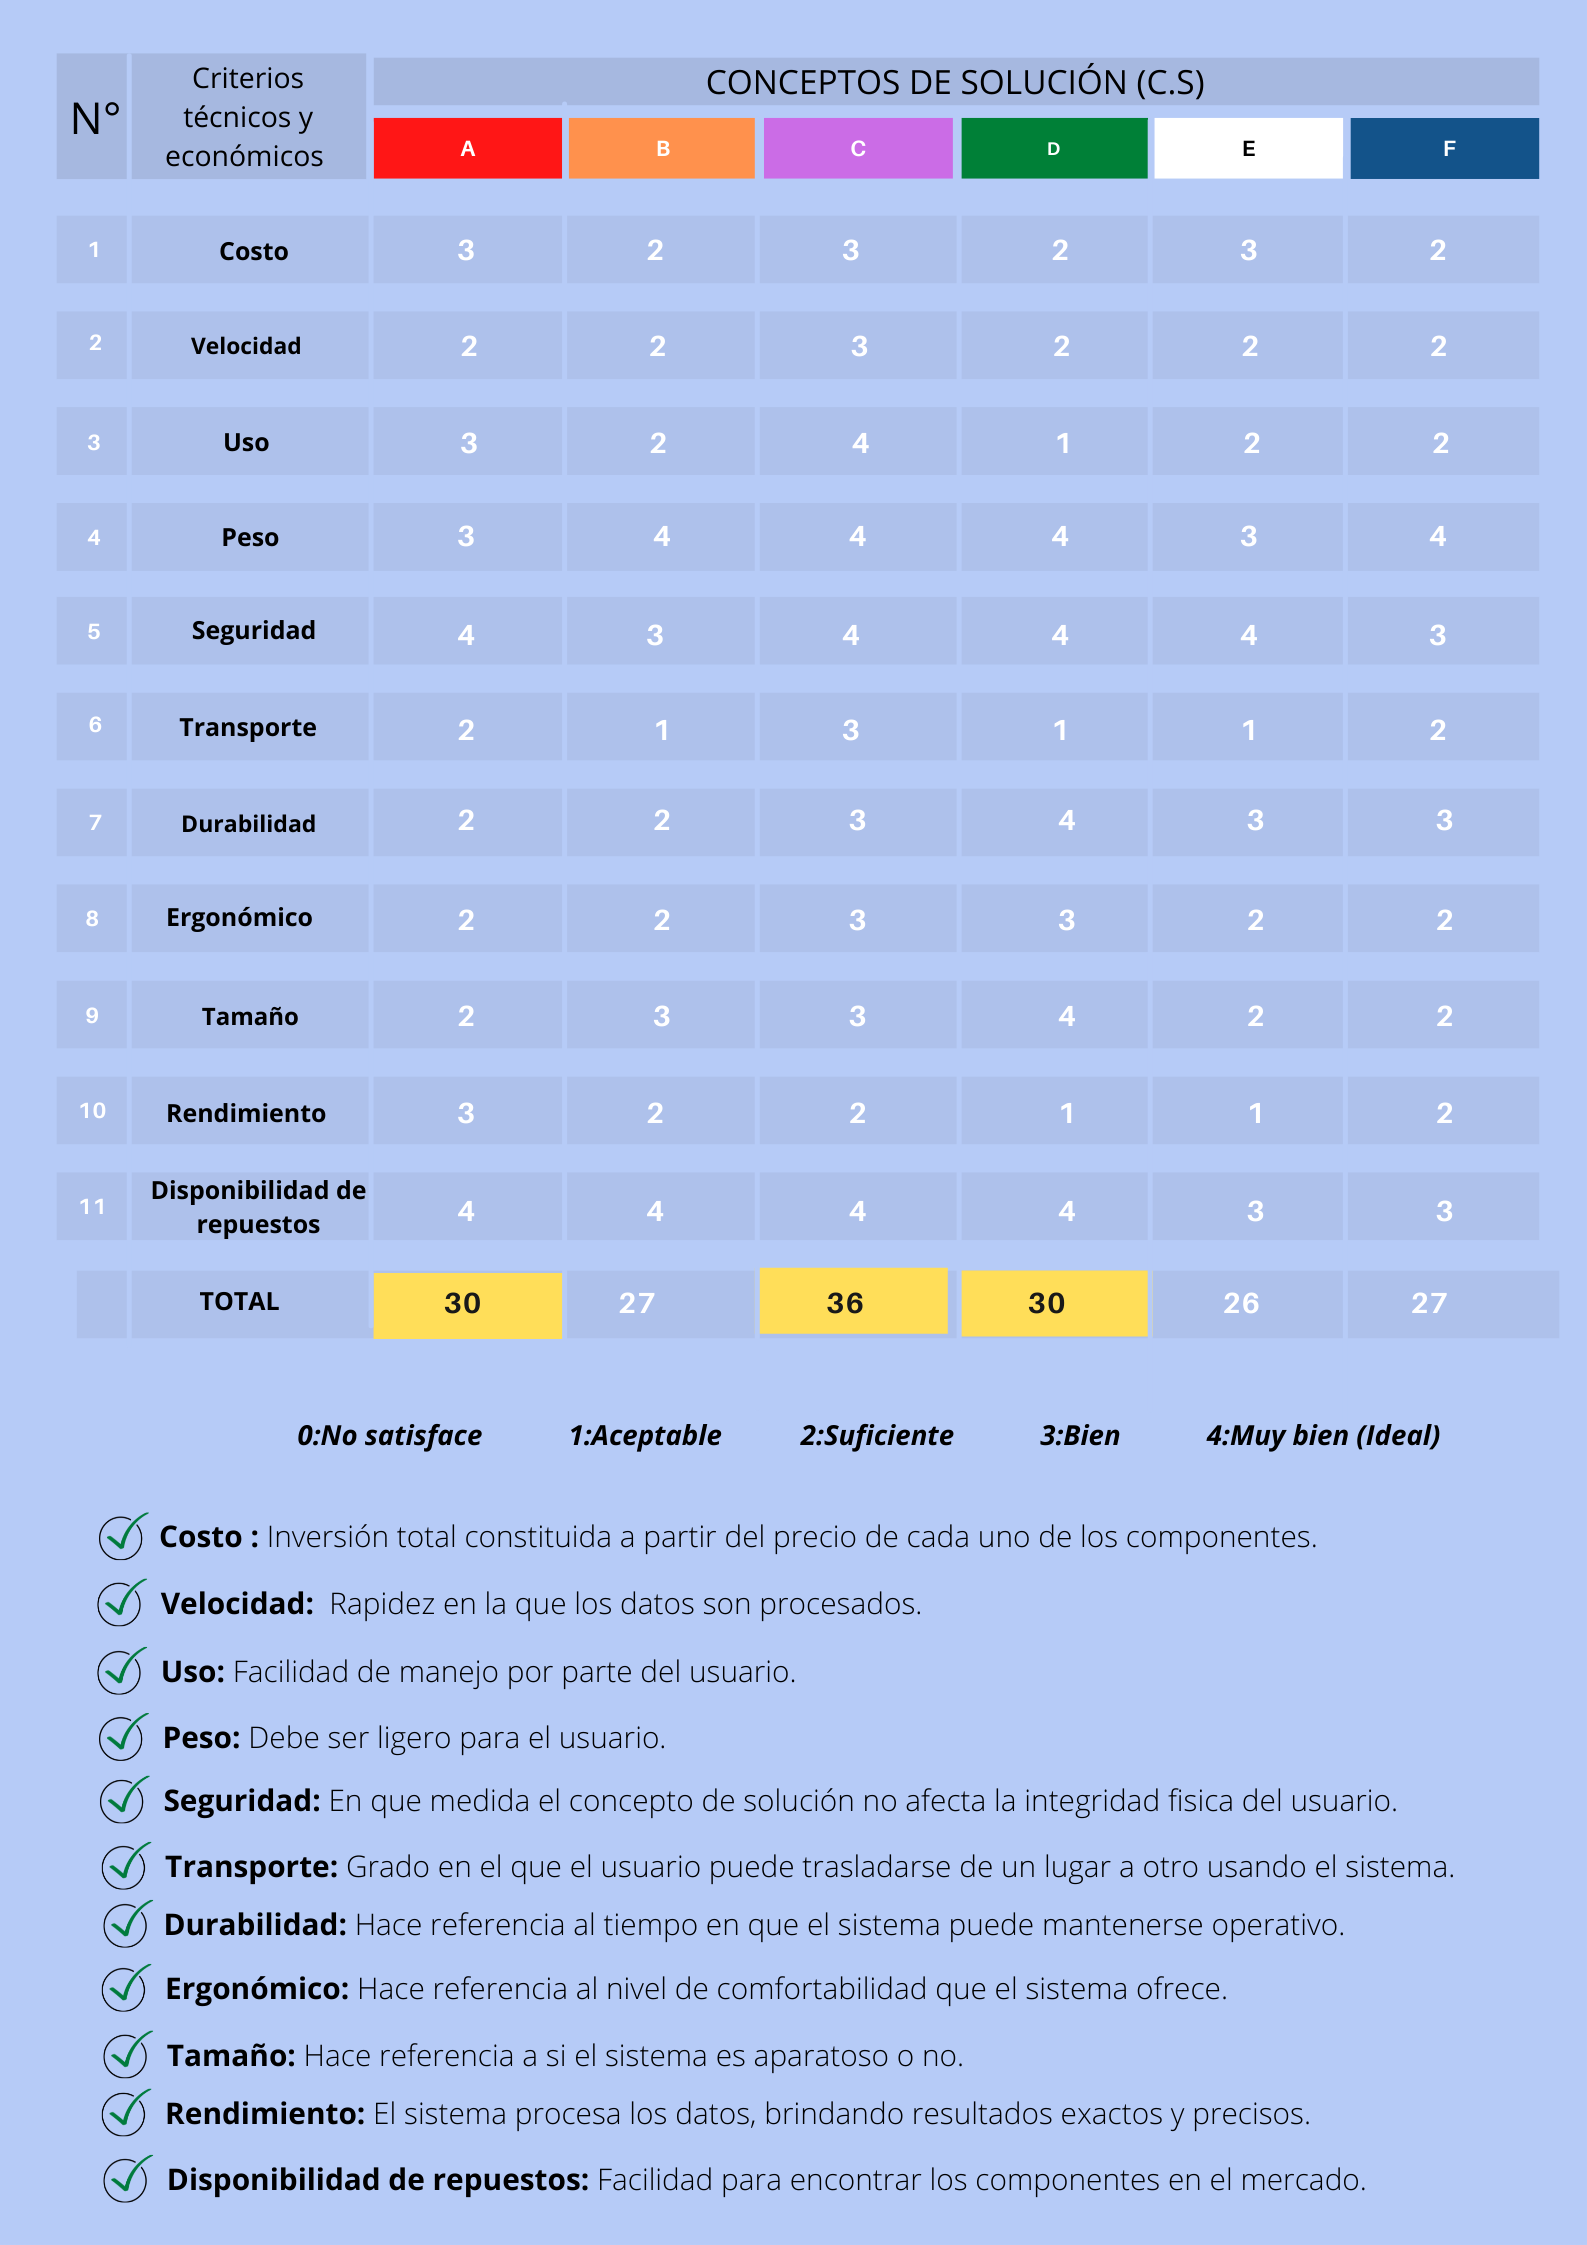 N°
Criterios
técnicos y
económicos
CONCEPTOS DE SOLUCIÓN (C.S)
A B C D E F
1 Costo 3 2 3 2 3 2
2 Velocidad 2 2 3 2 2 2
3 Uso 3 2 4 1 2 2
4 Peso 3 4 4 4 3 4
5 Seguridad 4 3 4 4 4 3
6 Transporte 2 1 3 1 1 2
7 Durabilidad 2 2 3 4 3 3
8 Ergonómico 2 2 3 3 2 2
9 Tamaño 2 3 3 4 2 2
10 Rendimiento 3 2 2 1 1 2
11 Disponibilidad de
repuestos 4 4 4 4 3 3
TOTAL 30 27 36 30 26 27
0:No satisface 1:Aceptable 2:Suficiente 3:Bien 4:Muy bien (Ideal)
Costo : Inversión total constituida a partir del precio de cada uno de los componentes.
Velocidad: Rapidez en la que los datos son procesados.
Uso: Facilidad de manejo por parte del usuario.
Peso: Debe ser ligero para el usuario.
Seguridad: En que medida el concepto de solución no afecta la integridad fisica del usuario.
Transporte: Grado en el que el usuario puede trasladarse de un lugar a otro usando el sistema.
Durabilidad: Hace referencia al tiempo en que el sistema puede mantenerse operativo.
Ergonómico: Hace referencia al nivel de comfortabilidad que el sistema ofrece.
Tamaño: Hace referencia a si el sistema es aparatoso o no.
Rendimiento: El sistema procesa los datos, brindando resultados exactos y precisos.
Disponibilidad de repuestos: Facilidad para encontrar los componentes en el mercado.